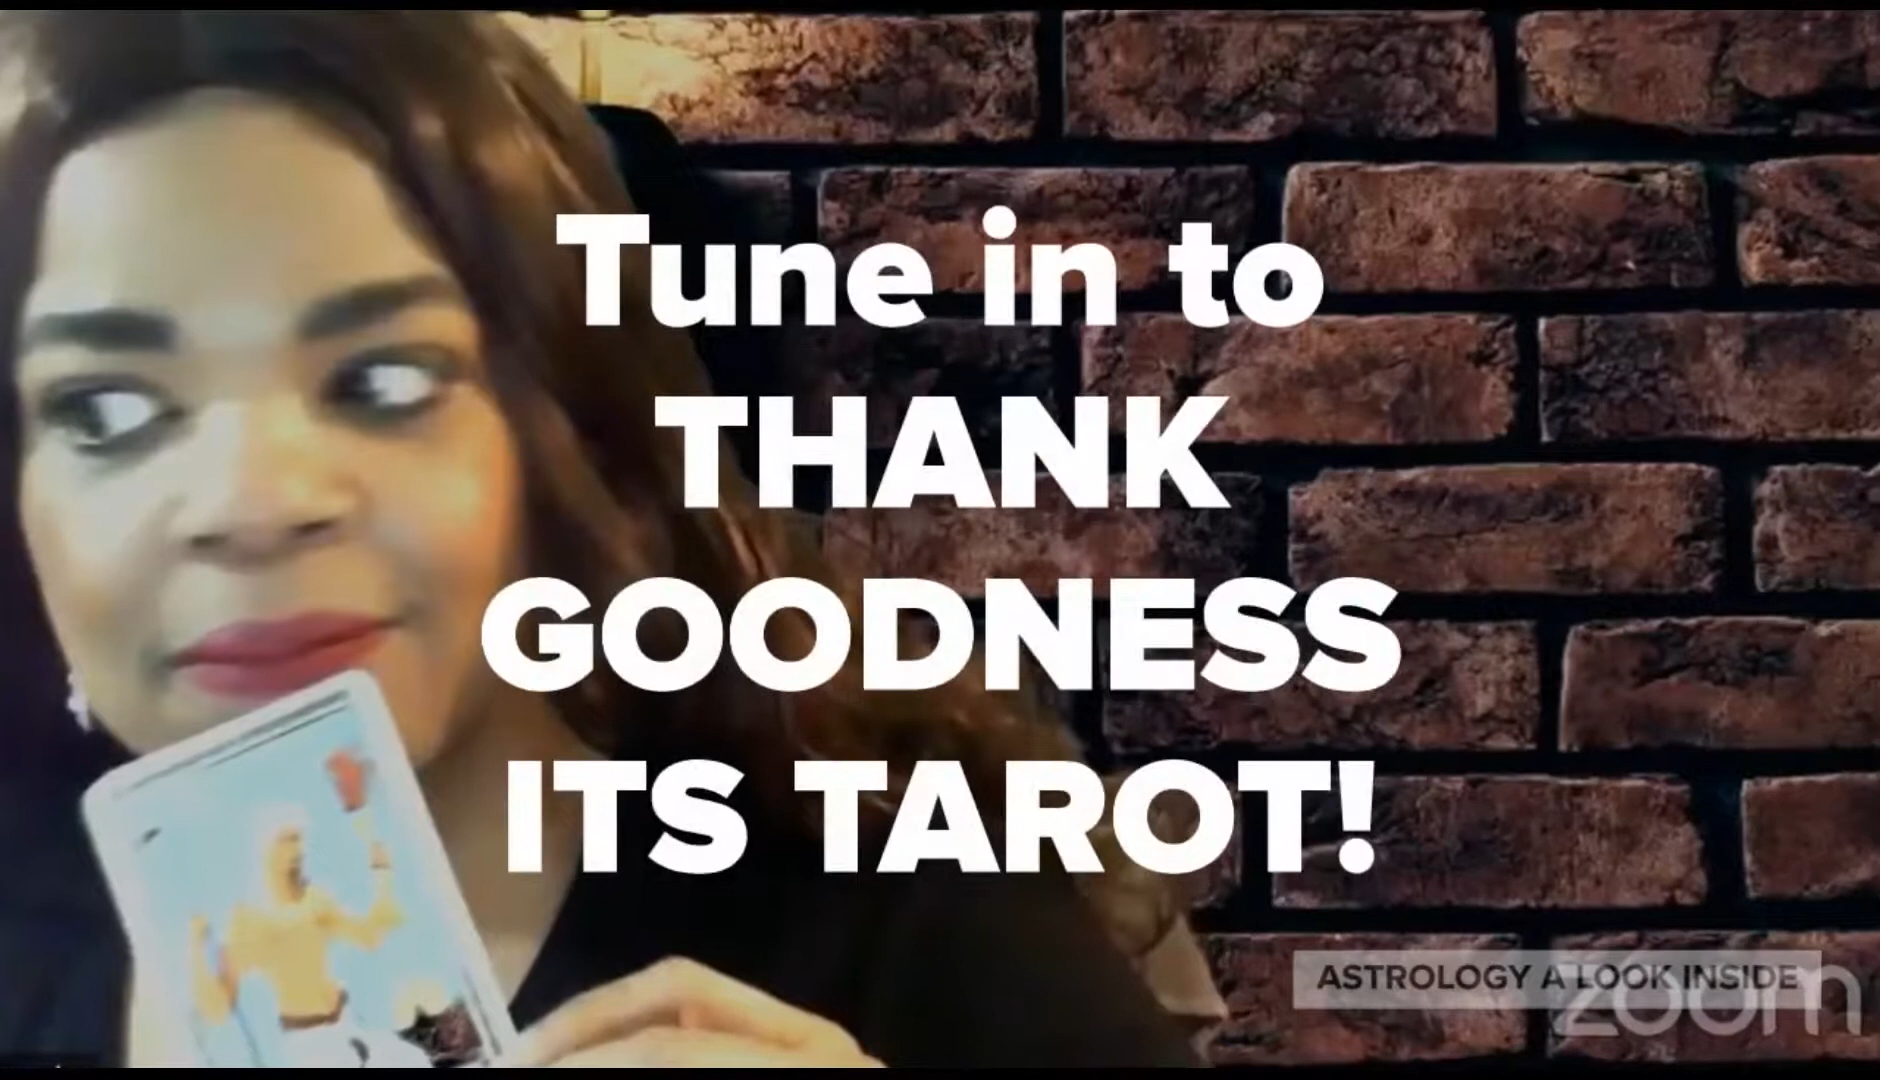 Tune in to
THANK
GOODNESS
ITS TAROT!
ASTROLOGY A LOOK INSIDE
zoom